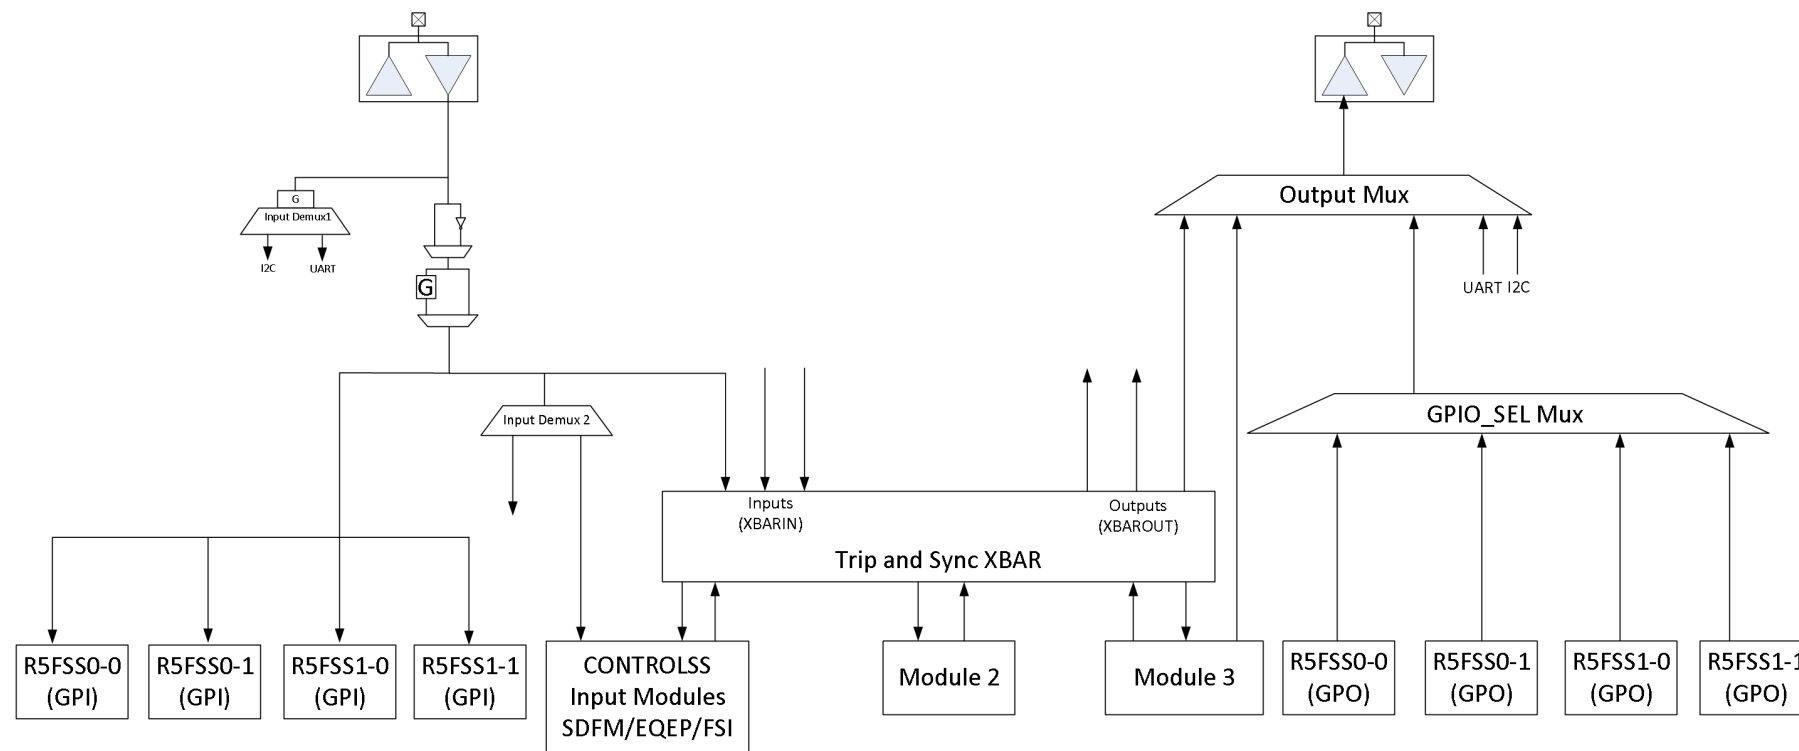 Output Mux
G
Input Demux1
I2C
UART
G
UART I2C
Input Demux 2
GPIO_SEL Mux
Inputs
(XBARIN)
Outputs
(XBAROUT)
Trip and Sync XBAR
R5FSS0-0
(GPI)
R5FSS0-1
(GPI)
R5FSS1-0
(GPI)
R5FSS1-1
(GPI)
CONTROLSS
Input Modules
SDFM/EQEP/FSI
Module 2
Module 3
R5FSS0-0
(GPO)
R5FSS0-1
(GPO)
R5FSS1-0
(GPO)
R5FSS1-1
(GPO)